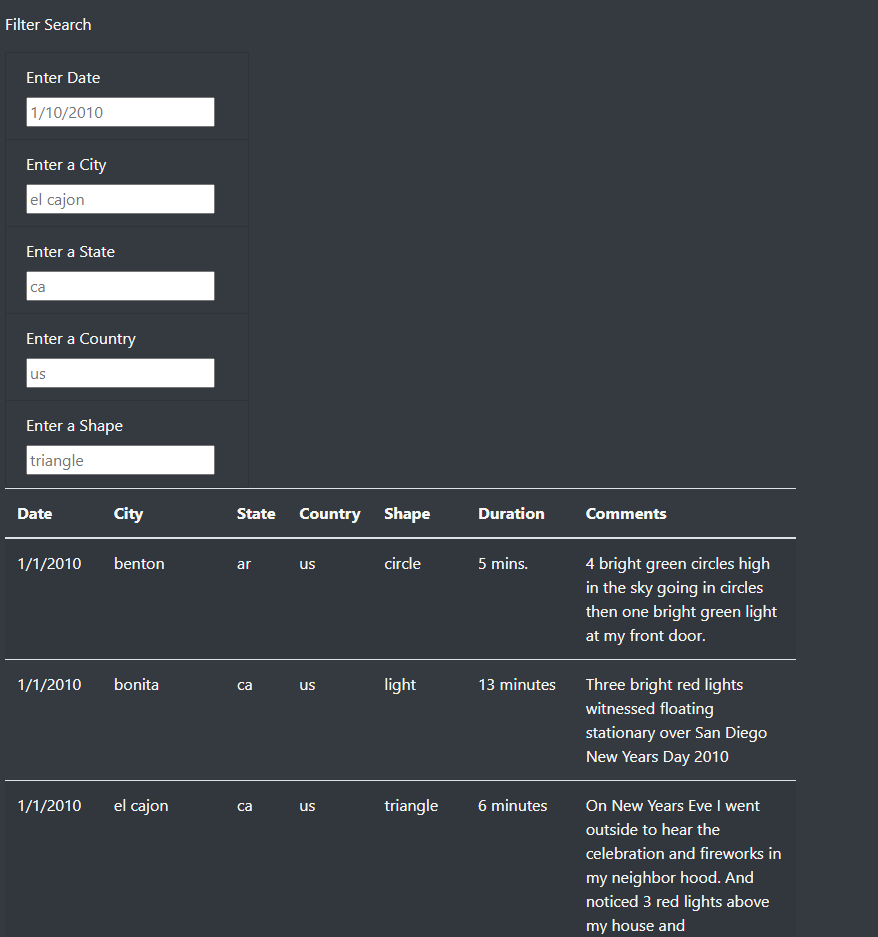 Filter Search
Enter Date
1/10/2010
Enter a City
el cajon
Enter a State
ca
Enter a Country
us
Enter a Shape
triangle
Date City State Country Shape Duration Comments
1/1/2010 benton ar us circle 5 mins. 4 bright green circles high
in the sky going in circles
then one bright green light
at my front door.
1/1/2010 bonita ca us light 13 minutes Three bright red lights
witnessed floating
stationary over San Diego
New Years Day 2010
1/1/2010 el cajon ca us triangle 6 minutes On New Years Eve I went
outside to hear the
celebration and fireworks in
my neighbor hood. And
noticed 3 red lights above
my house and